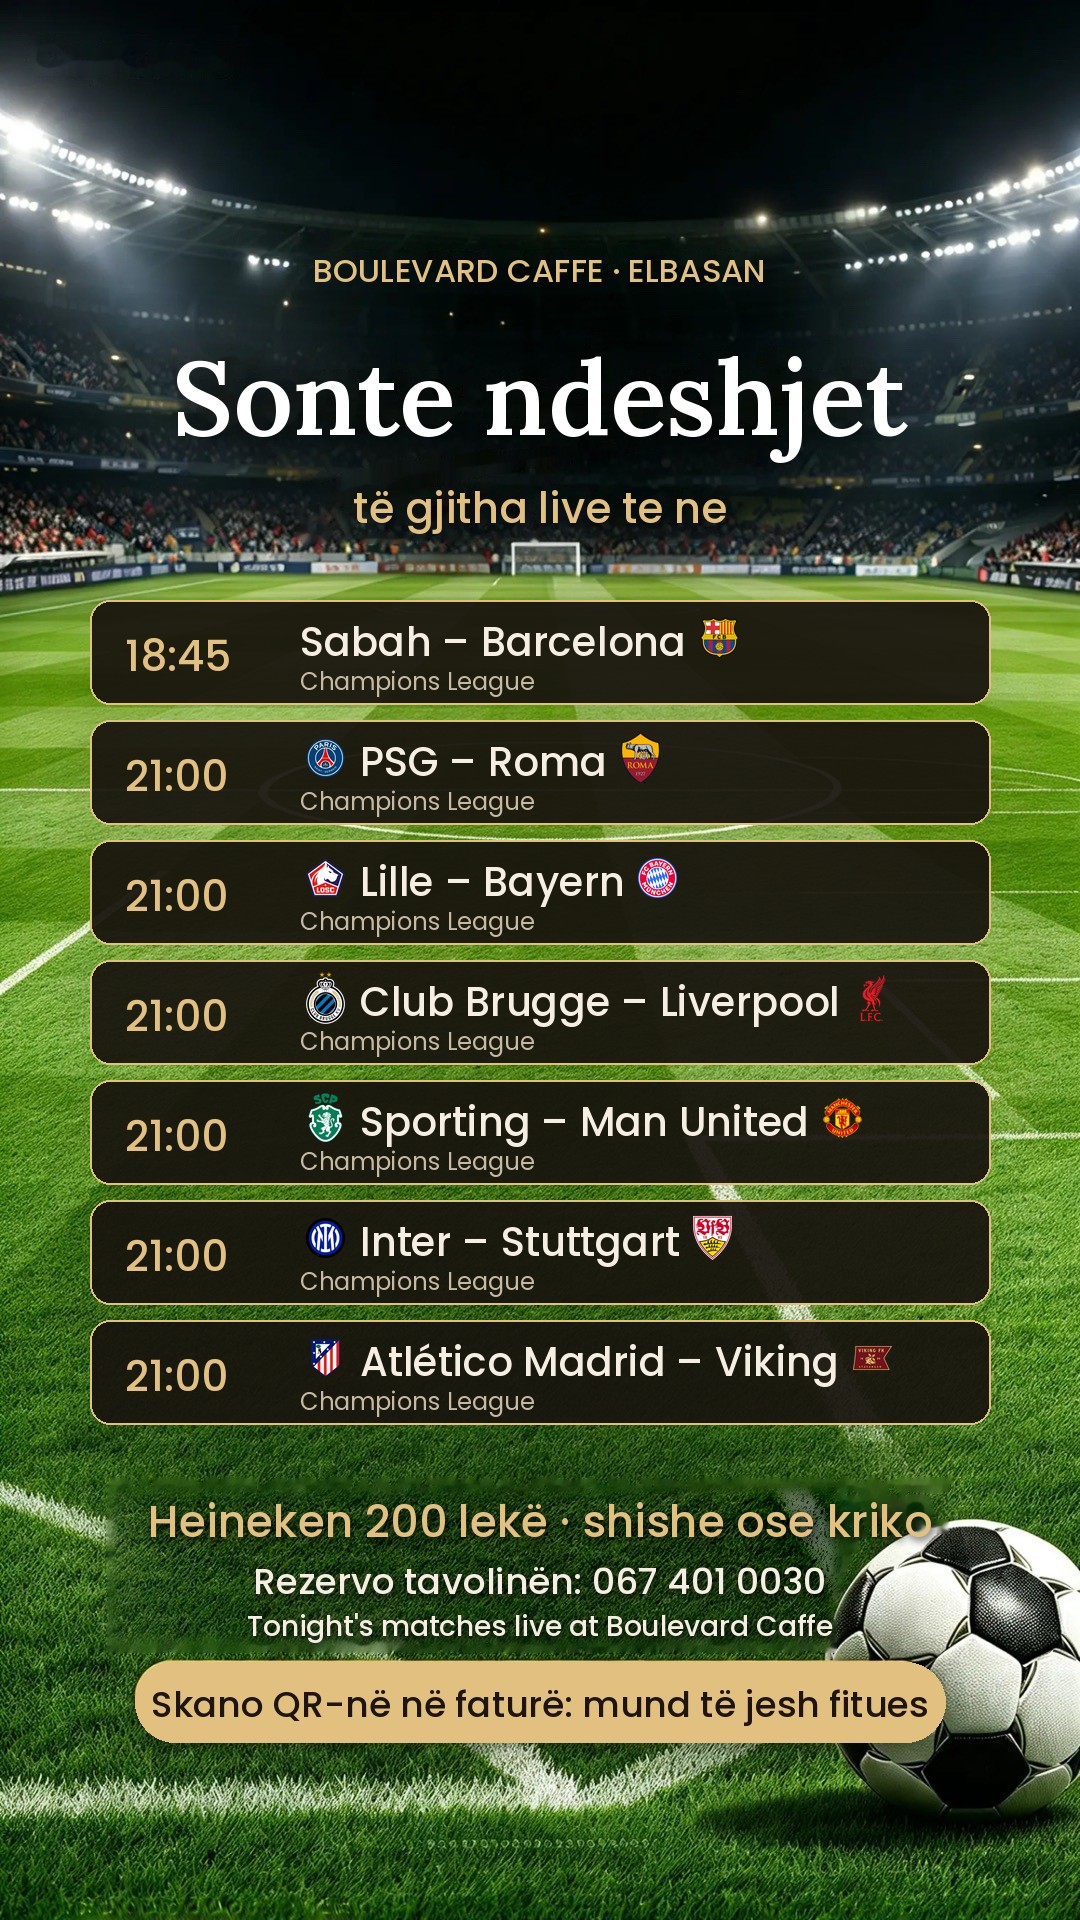 BOULEVARD CAFFE · ELBASAN
Sonte ndeshjet
të gjitha live te ne
18:45 Sabah – Barcelona
Champions League
21:00 PSG – Roma
Champions League
21:00 Lille – Bayern
Champions League
21:00 Club Brugge – Liverpool
Champions League
21:00 Sporting – Man United
Champions League
21:00 Inter – Stuttgart
Champions League
21:00 Atlético Madrid – Viking
Champions League
Heineken 200 lekë · shishe ose kriko
Rezervo tavolinën: 067 401 0030
Tonight's matches live at Boulevard Caffe
Skano QR-në në faturë: mund të jesh fitues